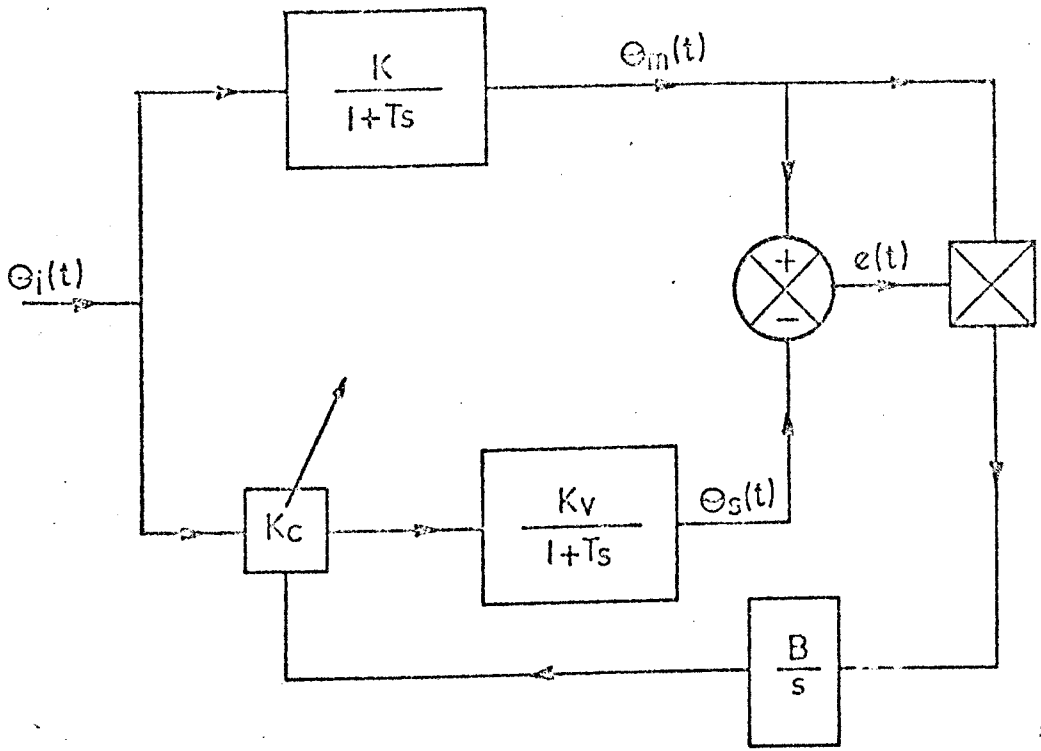 K
1+Ts
Θm(t)
Θi(t)
+
−
e(t)
Kc
Kv
1+Ts
Θs(t)
B
s